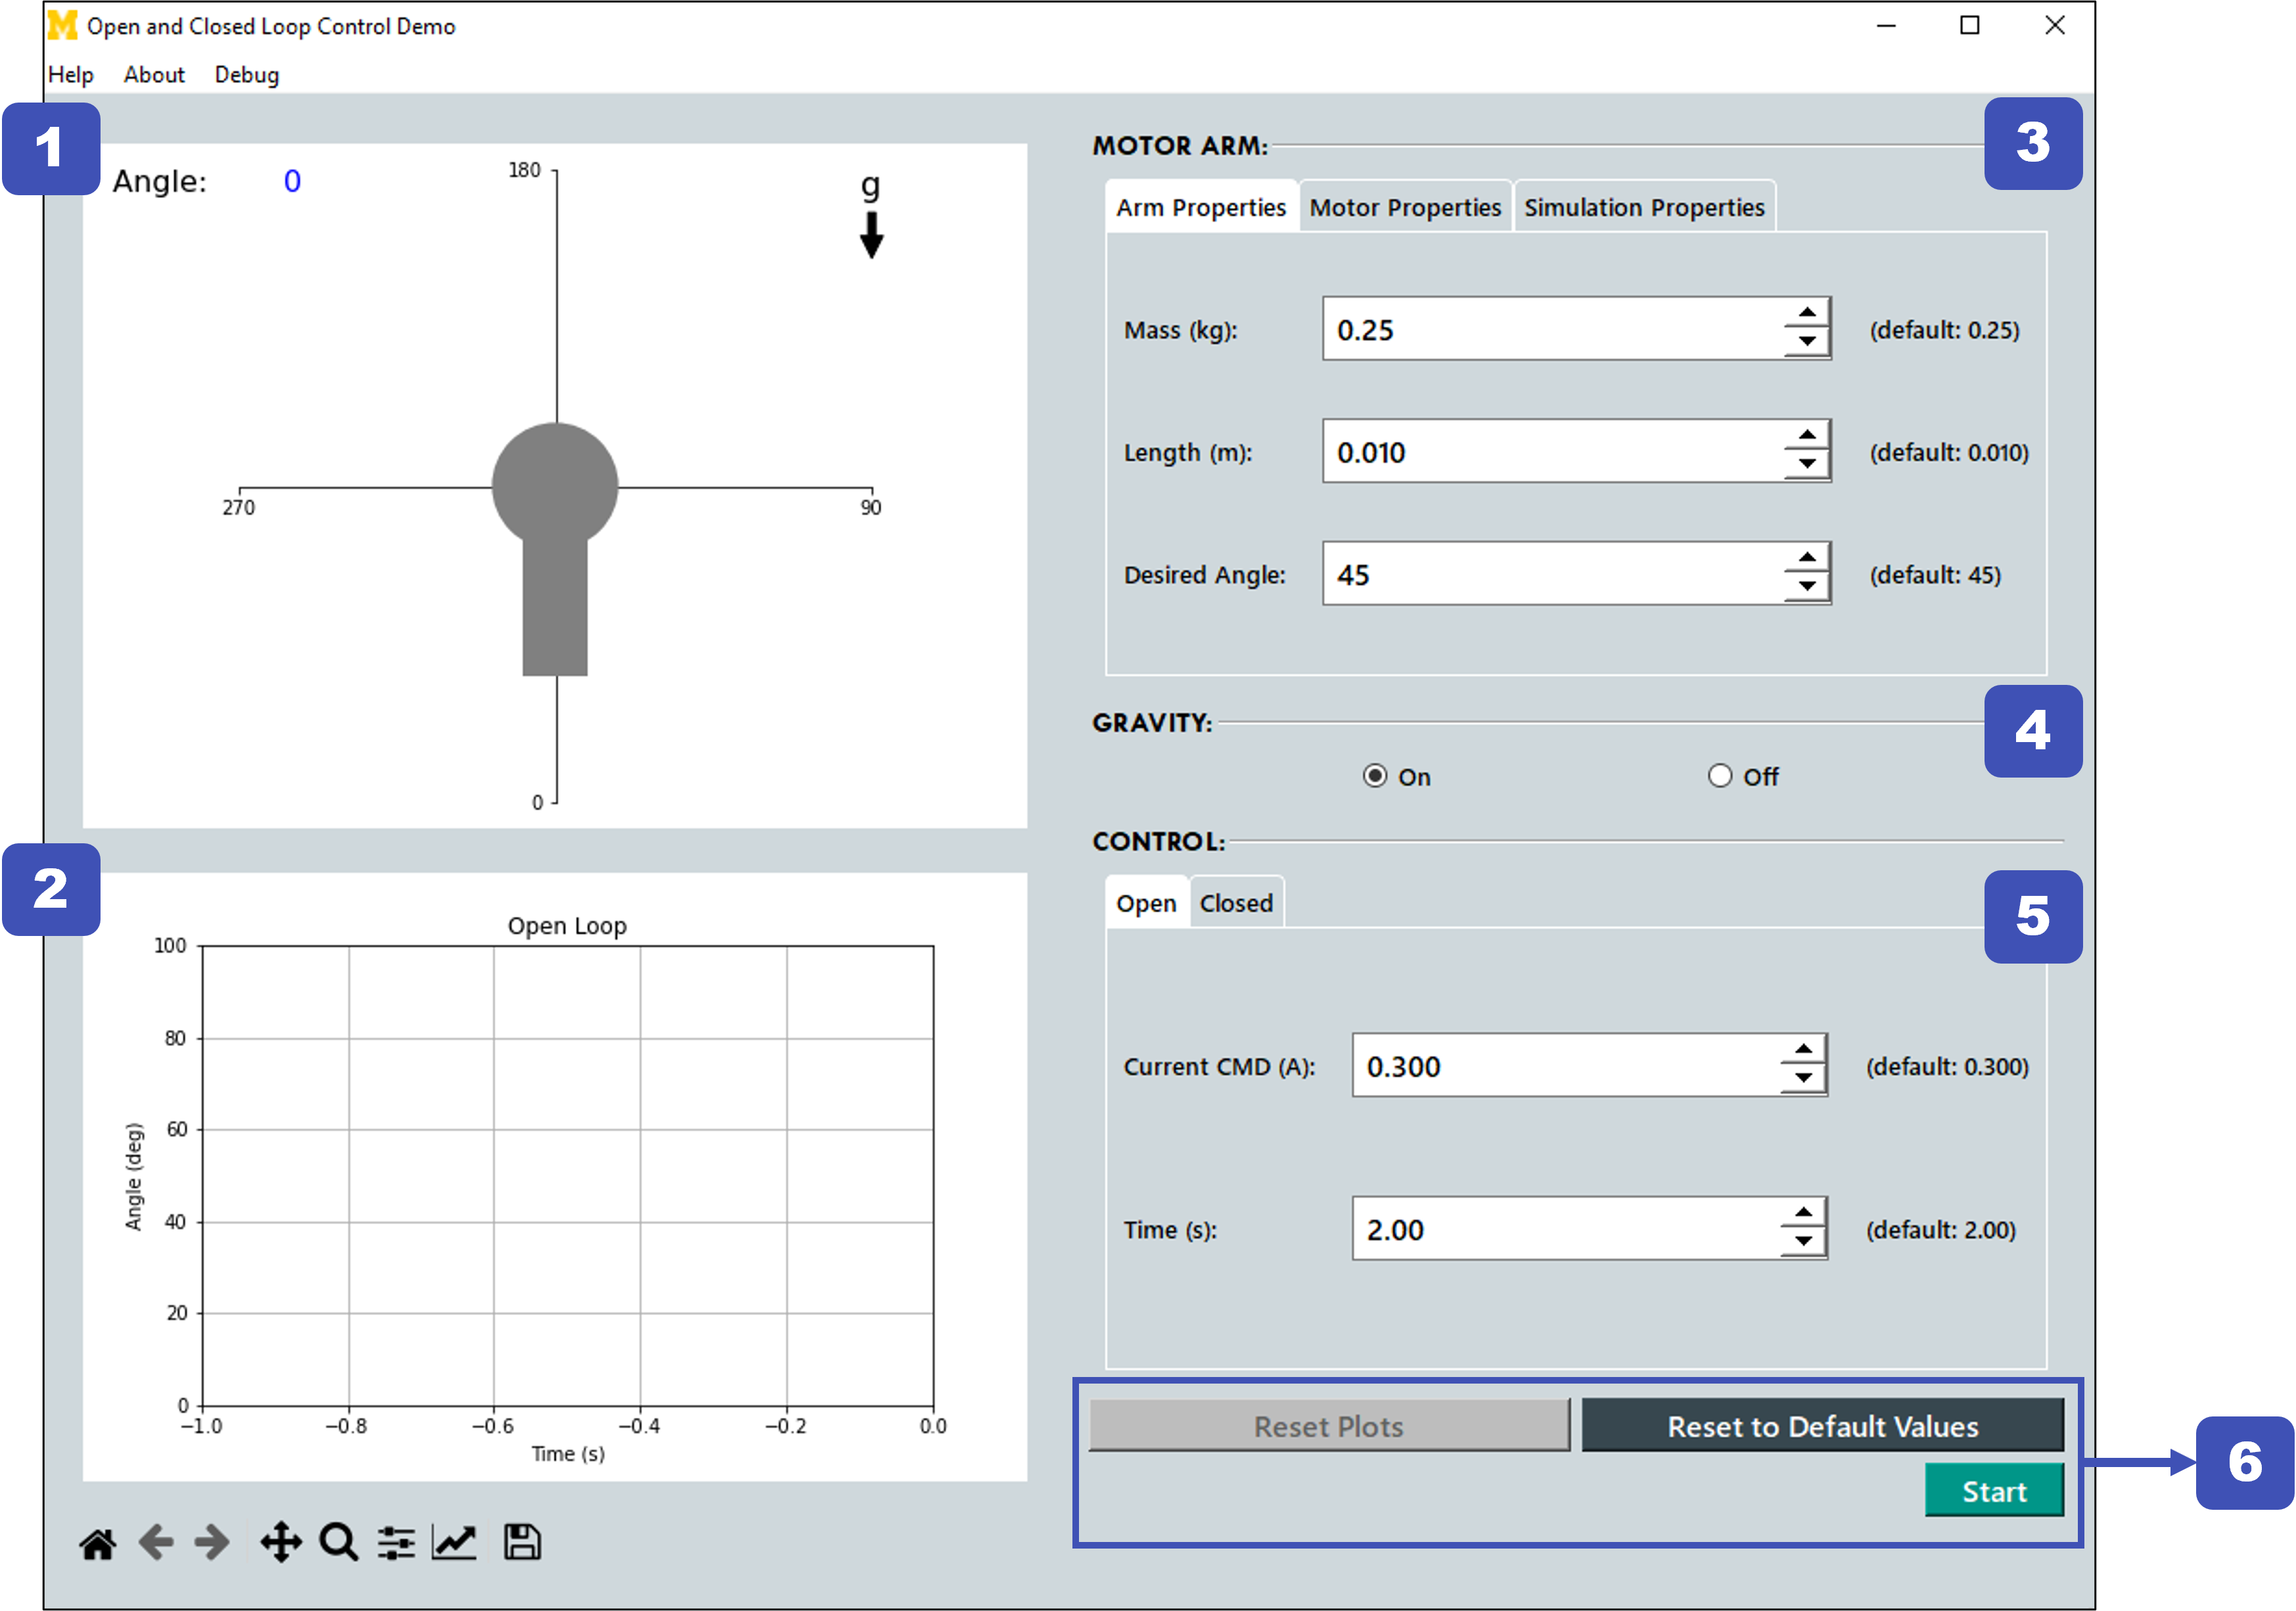 M Open and Closed Loop Control Demo
Help About Debug
1
Angle: 0
180
g
270
90
0
2
Open Loop
100
80
60
40
20
0
Angle (deg)
−1.0 −0.8 −0.6 −0.4 −0.2 0.0
Time (s)
3
MOTOR ARM:
Arm Properties Motor Properties Simulation Properties
Mass (kg): 0.25 (default: 0.25)
Length (m): 0.010 (default: 0.010)
Desired Angle: 45 (default: 45)
4
GRAVITY:
On Off
CONTROL:
5
Open Closed
Current CMD (A): 0.300 (default: 0.300)
Time (s): 2.00 (default: 2.00)
Reset Plots Reset to Default Values
Start
6